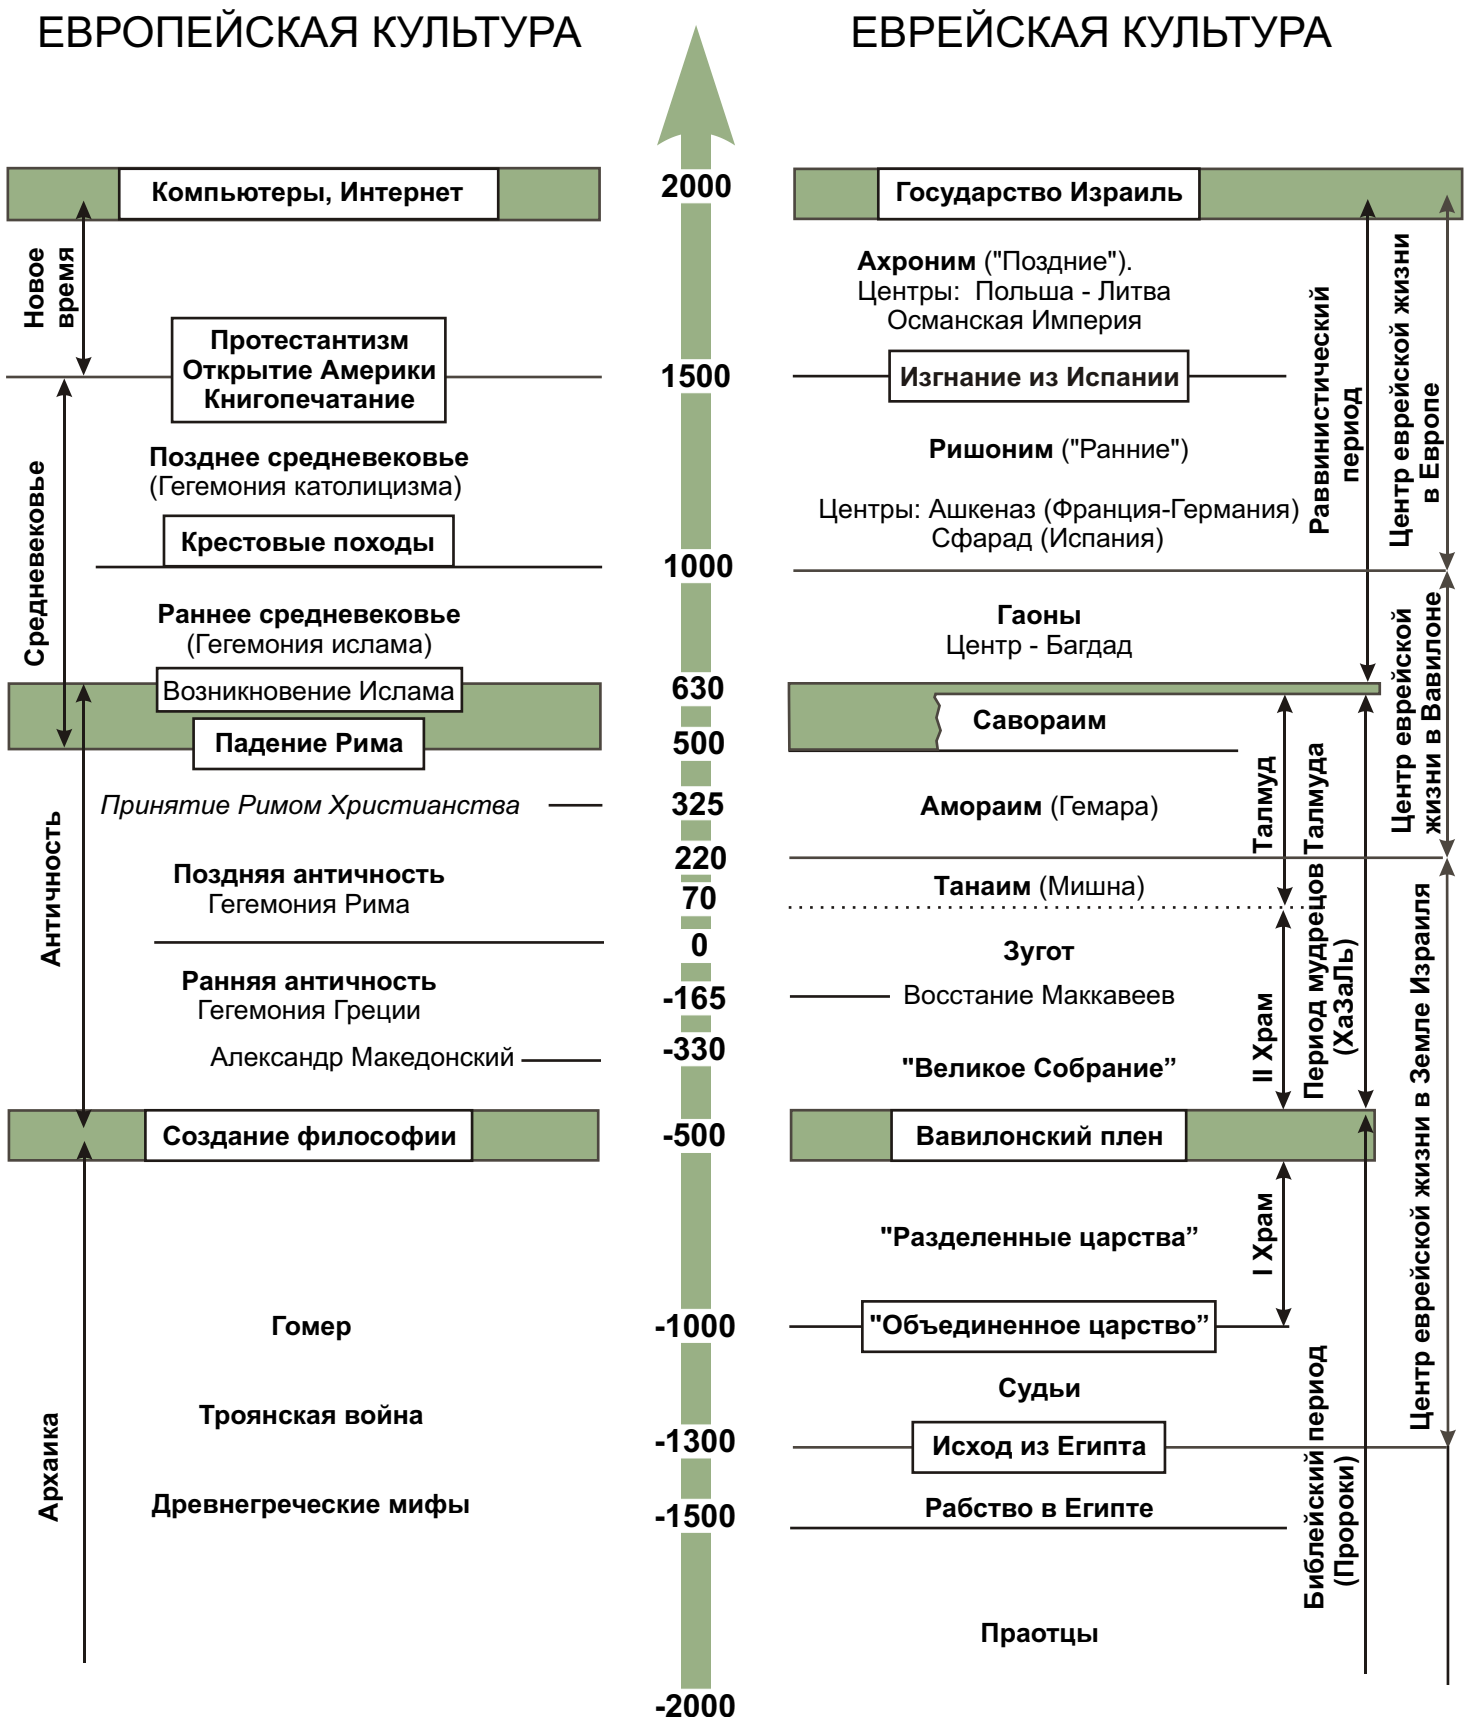 ЕВРОПЕЙСКАЯ КУЛЬТУРА
Компьютеры, Интернет
Новое
время
Протестантизм
Открытие Америки
Книгопечатание
Позднее средневековье
(Гегемония католицизма)
Крестовые походы
Средневековье
Раннее средневековье
(Гегемония ислама)
Возникновение Ислама
Падение Рима
Принятие Римом Христианства
Античность
Поздняя античность
Гегемония Рима
Ранняя античность
Гегемония Греции
Александр Македонский
Создание философии
Гомер
Троянская война
Архаика
Древнегреческие мифы
2000
1500
1000
630
500
325
220
70
0
-165
-330
-500
-1000
-1300
-1500
-2000
ЕВРЕЙСКАЯ КУЛЬТУРА
Государство Израиль
Ахроним ("Поздние").
Центры: Польша - Литва
Османская Империя
Изгнание из Испании
Ришоним ("Ранние")
Центры: Ашкеназ (Франция-Германия)
Сфарад (Испания)
Гаоны
Центр - Багдад
Савораим
Амораим (Гемара)
Танаим (Мишна)
Зугот
Восстание Маккавеев
"Великое Собрание”
Вавилонский плен
"Разделенные царства”
"Объединенное царство”
Судьи
Исход из Египта
Рабство в Египте
Праотцы
Талмуд
II Храм
I Храм
Раввинистический
период
Период мудрецов Талмуда
(ХаЗаЛь)
Библейский период
(Пророки)
Центр еврейской жизни
в Европе
Центр еврейской
жизни в Вавилоне
Центр еврейской жизни в Земле Израиля